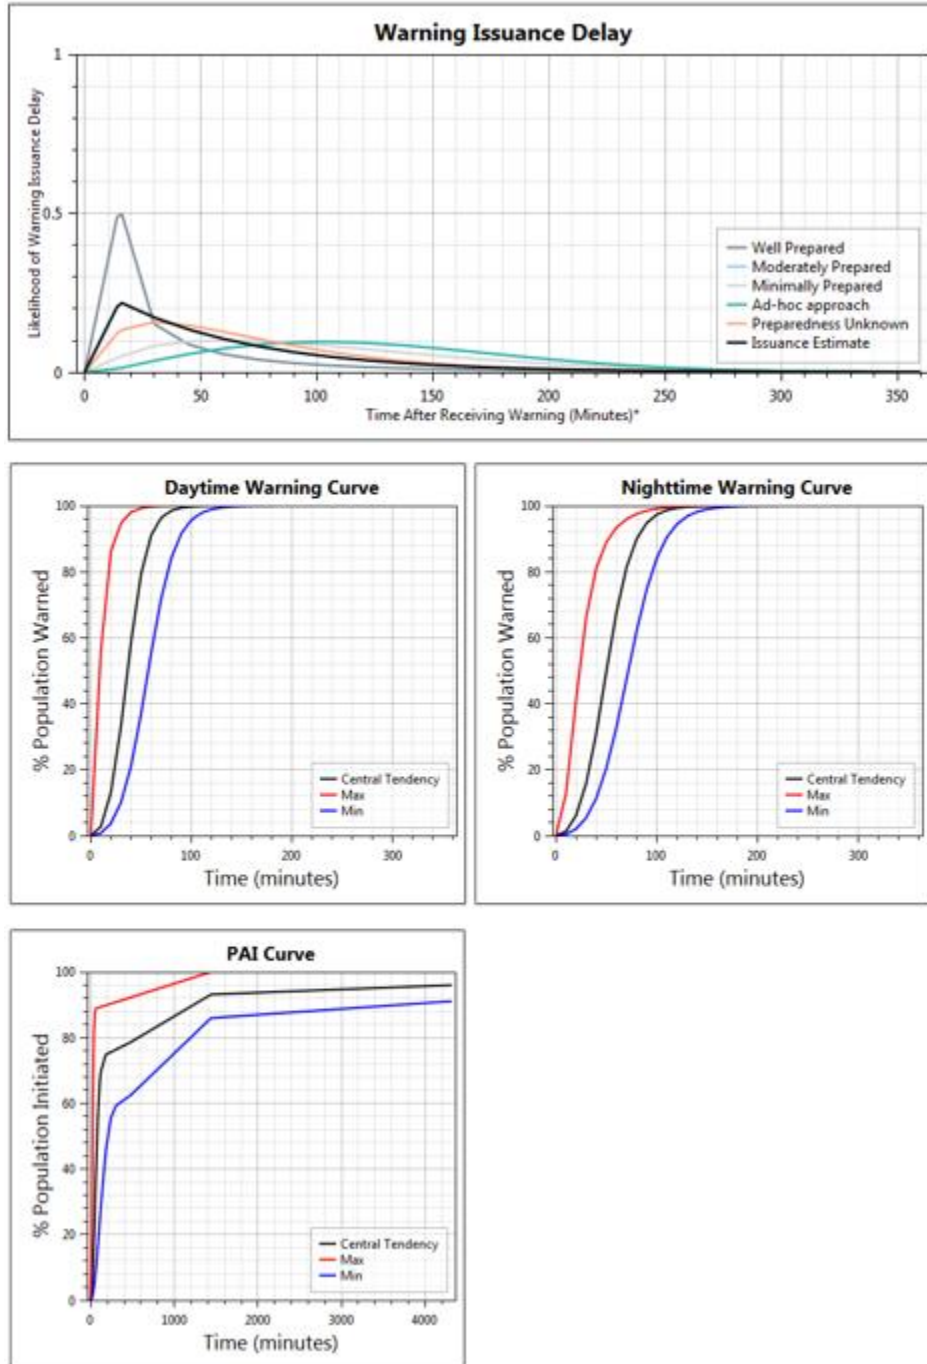 Warning Issuance Delay
Likelihood of Warning Issuance Delay
1
0.5
0
Well Prepared
Moderately Prepared
Minimally Prepared
Ad-hoc approach
Preparedness Unknown
Issuance Estimate
0 50 100 150 200 250 300 350
Time After Receiving Warning (Minutes)*
Daytime Warning Curve
% Population Warned
100
80
60
40
20
0
Central Tendency
Max
Min
0 100 200 300
Time (minutes)
Nighttime Warning Curve
% Population Warned
100
80
60
40
20
0
Central Tendency
Max
Min
0 100 200 300
Time (minutes)
PAI Curve
% Population Initiated
100
80
60
40
20
0
Central Tendency
Max
Min
0 1000 2000 3000 4000
Time (minutes)